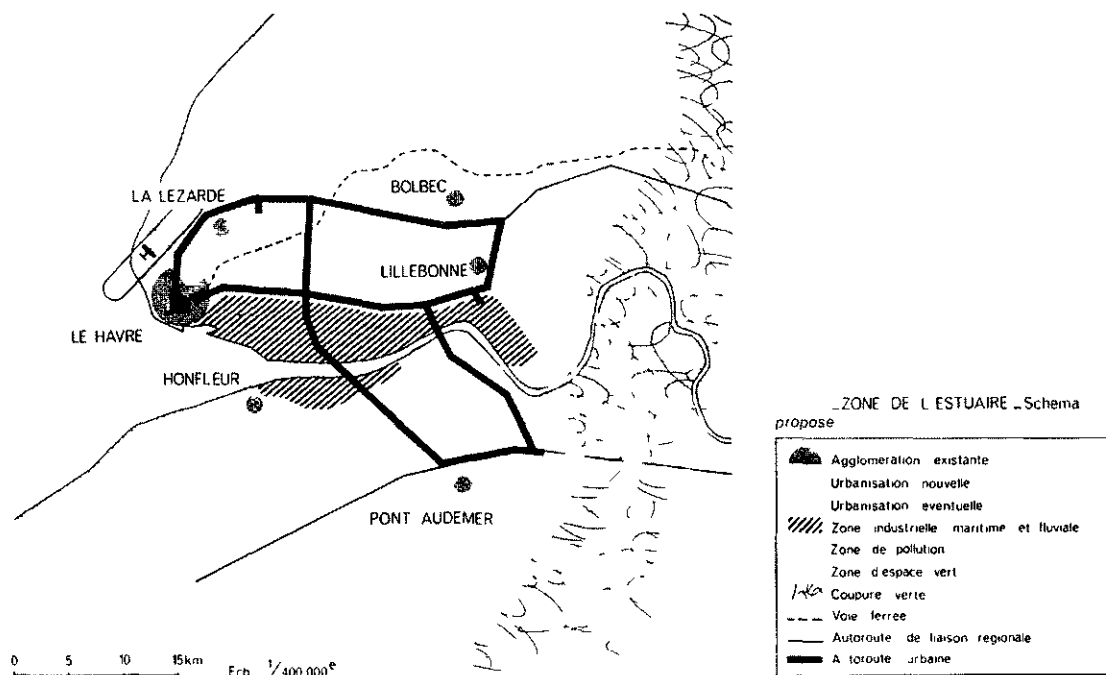 LA LEZARDE
BOLBEC
LILLEBONNE
LE HAVRE
HONFLEUR
PONT AUDEMER
0 5 10 15km Ech 1/400.000e
_ZONE DE L ESTUAIRE_Schema
propose
Agglomeration existante
Urbanisation nouvelle
Urbanisation eventuelle
Zone industrielle maritime et fluviale
Zone de pollution
Zone d espace vert
Coupure verte
Voie ferree
Autoroute de liaison regionale
A toroute urbaine